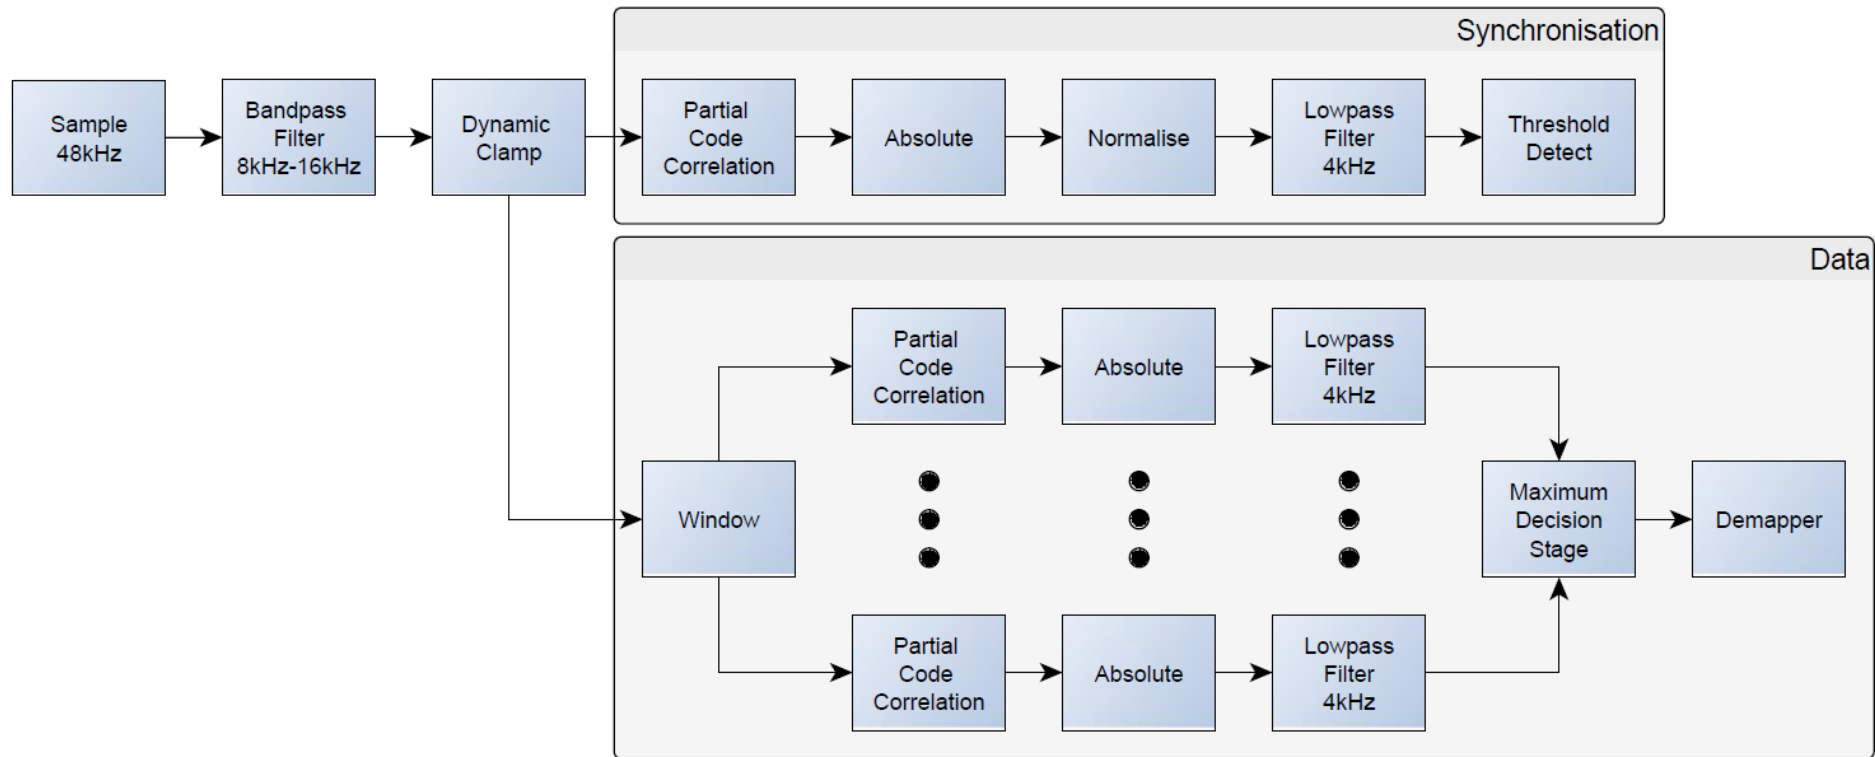 Synchronisation
Sample
48kHz
Bandpass
Filter
8kHz-16kHz
Dynamic
Clamp
Partial
Code
Correlation
Absolute
Normalise
Lowpass
Filter
4kHz
Threshold
Detect
Data
Partial
Code
Correlation
Absolute
Lowpass
Filter
4kHz
Window
Maximum
Decision
Stage
Demapper
Partial
Code
Correlation
Absolute
Lowpass
Filter
4kHz